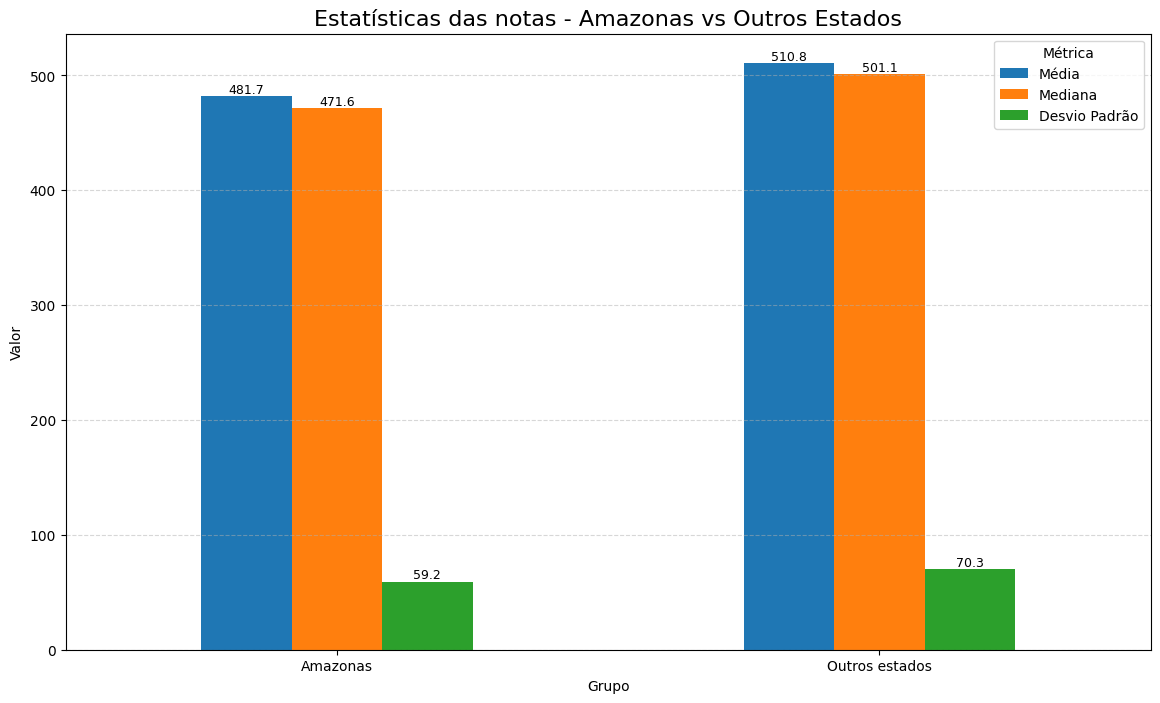 Estatísticas das notas - Amazonas vs Outros Estados
Métrica
Média
Mediana
Desvio Padrão
Valor
500
400
300
200
100
0
481.7
471.6
59.2
510.8
501.1
70.3
Amazonas
Outros estados
Grupo